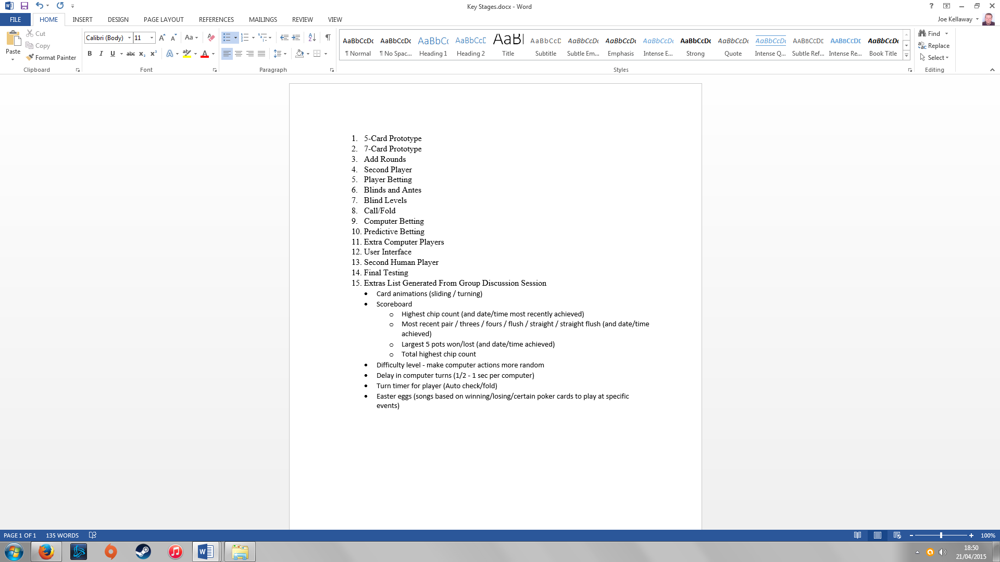 Key Stages.docx - Word
FILE HOME INSERT DESIGN PAGE LAYOUT REFERENCES MAILINGS REVIEW VIEW
Joe Kellaway
Paste
Cut
Copy
Format Painter
Clipboard
Calibri (Body) 11
Font
Paragraph
AaBbCcDc AaBbCcDc AaBbCc AaBbCcD AaBl AaBbCcD AaBbCcDc AaBbCcDc AaBbCcDc AaBbCcDc AaBbCcDc AaBbCcDc AABBCCDE AABBCCDE AaBbCcDc
¶ Normal ¶ No Spac... Heading 1 Heading 2 Title Subtitle Subtle Em... Emphasis Intense E... Strong Quote Intense Q... Subtle Ref... Intense Re... Book Title
Styles
Find
Replace
Select
Editing
1. 5-Card Prototype
2. 7-Card Prototype
3. Add Rounds
4. Second Player
5. Player Betting
6. Blinds and Antes
7. Blind Levels
8. Call/Fold
9. Computer Betting
10. Predictive Betting
11. Extra Computer Players
12. User Interface
13. Second Human Player
14. Final Testing
15. Extras List Generated From Group Discussion Session
• Card animations (sliding / turning)
• Scoreboard
o Highest chip count (and date/time most recently achieved)
o Most recent pair / threes / fours / flush / straight / straight flush (and date/time
achieved)
o Largest 5 pots won/lost (and date/time achieved)
o Total highest chip count
• Difficulty level - make computer actions more random
• Delay in computer turns (1/2 - 1 sec per computer)
• Turn timer for player (Auto check/fold)
• Easter eggs (songs based on winning/losing/certain poker cards to play at specific
events)
PAGE 1 OF 1 135 WORDS
100%
18:50
21/04/2015